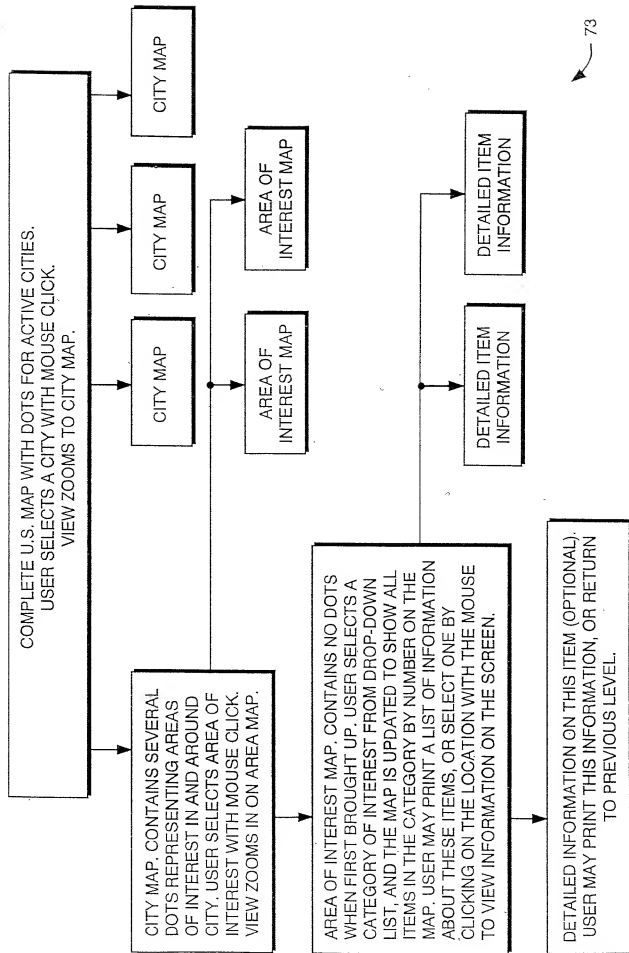 COMPLETE U.S. MAP WITH DOTS FOR ACTIVE CITIES.
USER SELECTS A CITY WITH MOUSE CLICK.
VIEW ZOOMS TO CITY MAP.
CITY MAP. CONTAINS SEVERAL
DOTS REPRESENTING AREAS
OF INTEREST IN AND AROUND
CITY. USER SELECTS AREA OF
INTEREST WITH MOUSE CLICK.
VIEW ZOOMS IN ON AREA MAP.
CITY MAP
CITY MAP
CITY MAP
AREA OF
INTEREST MAP
AREA OF
INTEREST MAP
AREA OF INTEREST MAP. CONTAINS NO DOTS
WHEN FIRST BROUGHT UP. USER SELECTS A
CATEGORY OF INTEREST FROM DROP-DOWN
LIST, AND THE MAP IS UPDATED TO SHOW ALL
ITEMS IN THE CATEGORY BY NUMBER ON THE
MAP. USER MAY PRINT A LIST OF INFORMATION
ABOUT THESE ITEMS, OR SELECT ONE BY
CLICKING ON THE LOCATION WITH THE MOUSE
TO VIEW INFORMATION ON THE SCREEN.
DETAILED ITEM
INFORMATION
DETAILED ITEM
INFORMATION
DETAILED INFORMATION ON THIS ITEM (OPTIONAL).
USER MAY PRINT THIS INFORMATION, OR RETURN
TO PREVIOUS LEVEL.
73